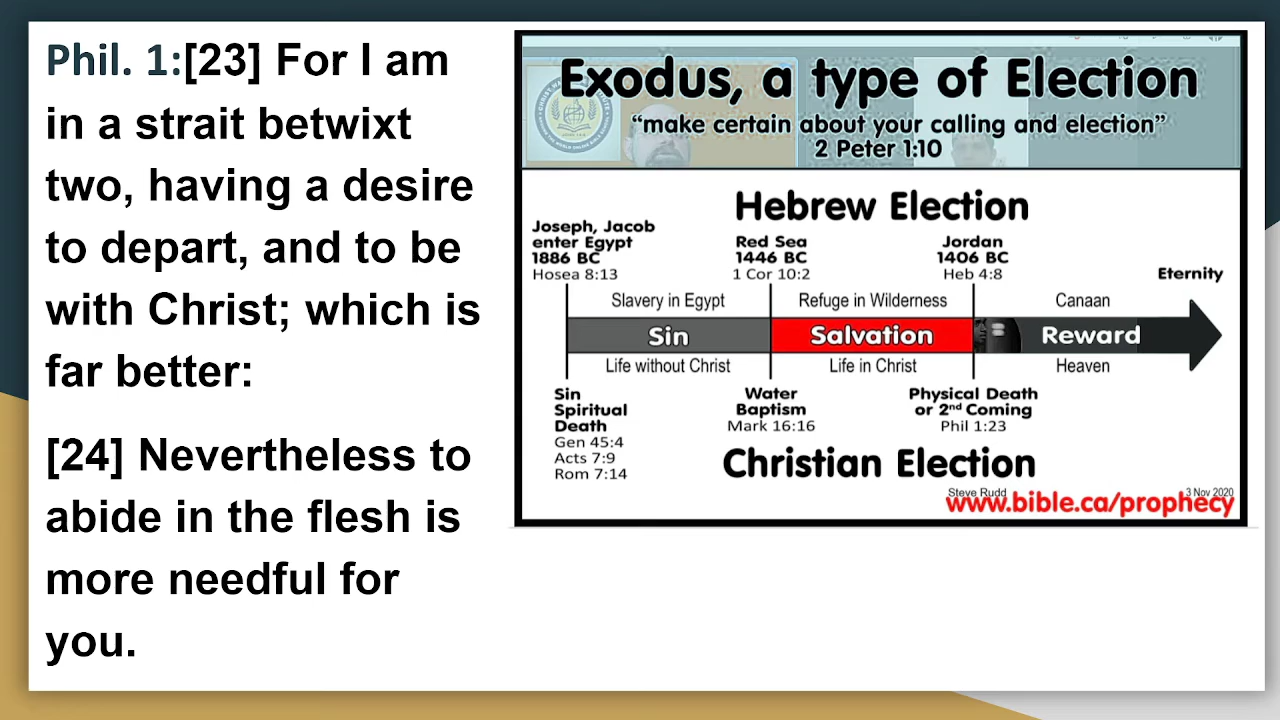 Phil. 1:[23] For I am
in a strait betwixt
two, having a desire
to depart, and to be
with Christ; which is
far better:
[24] Nevertheless to
abide in the flesh is
more needful for
you.
Exodus, a type of Election
“make certain about your calling and election”
2 Peter 1:10
Hebrew Election
Joseph, Jacob
enter Egypt
1886 BC
Hosea 8:13
Red Sea
1446 BC
1 Cor 10:2
Jordan
1406 BC
Heb 4:8
Eternity
Slavery in Egypt
Refuge in Wilderness
Canaan
Sin
Salvation
Reward
Life without Christ
Life in Christ
Heaven
Sin
Spiritual
Death
Gen 45:4
Acts 7:9
Rom 7:14
Water
Baptism
Mark 16:16
Physical Death
or 2nd Coming
Phil 1:23
Christian Election
Steve Rudd
3 Nov 2020
www.bible.ca/prophecy